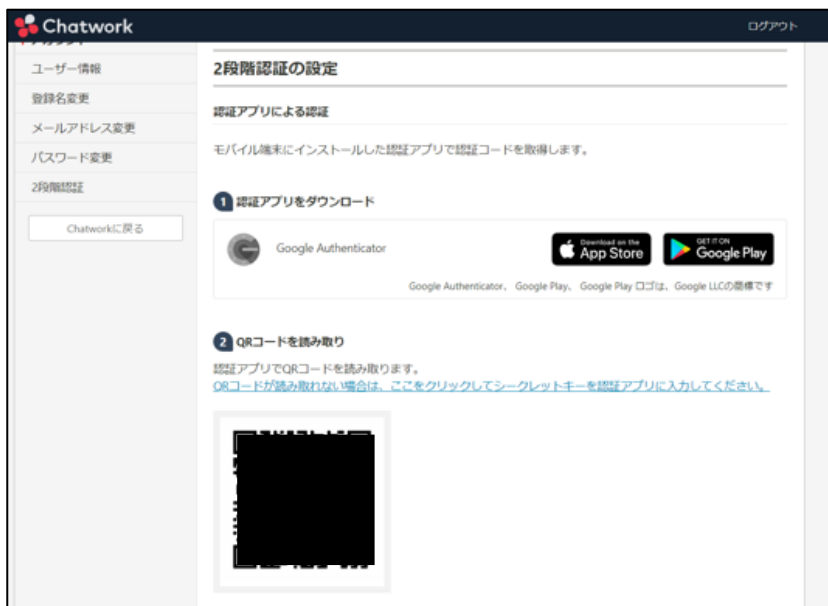 Chatwork
ログアウト
ユーザー情報
登録名変更
メールアドレス変更
パスワード変更
2段階認証
Chatworkに戻る
2段階認証の設定
認証アプリによる認証
モバイル端末にインストールした認証アプリで認証コードを取得します。
1 認証アプリをダウンロード
Google Authenticator
Download on the
App Store
GET IT ON
Google Play
Google Authenticator、Google Play、Google Play ロゴは、Google LLCの商標です
2 QRコードを読み取り
認証アプリでQRコードを読み取ります。
QRコードが読み取れない場合は、ここをクリックしてシークレットキーを認証アプリに入力してください。